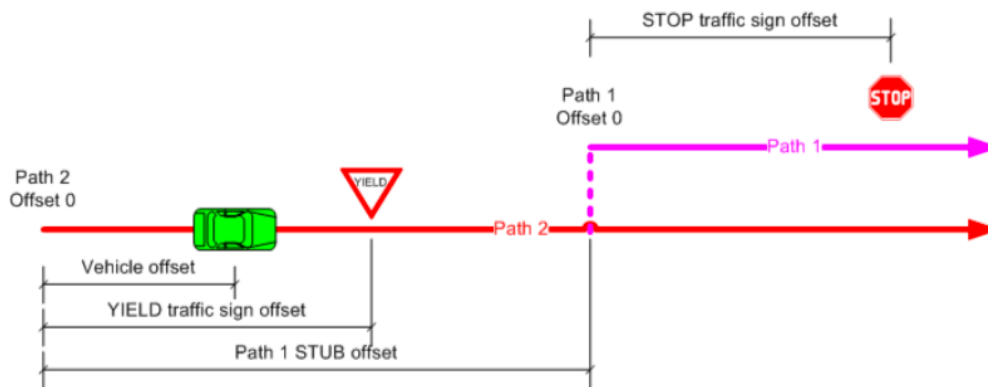 STOP traffic sign offset
Path 1
Offset 0
STOP
Path 1
Path 2
Offset 0
YIELD
Path 2
Vehicle offset
YIELD traffic sign offset
Path 1 STUB offset